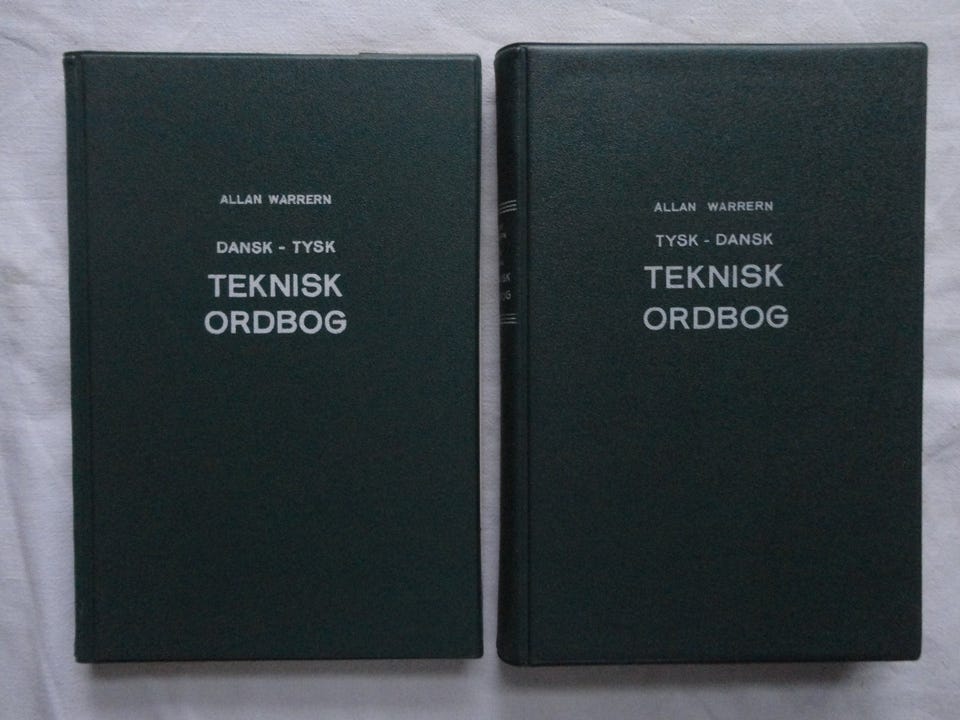 ALLAN WARRERN
DANSK - TYSK
TEKNISK
ORDBOG
ALLAN WARRERN
TYSK - DANSK
TEKNISK
ORDBOG